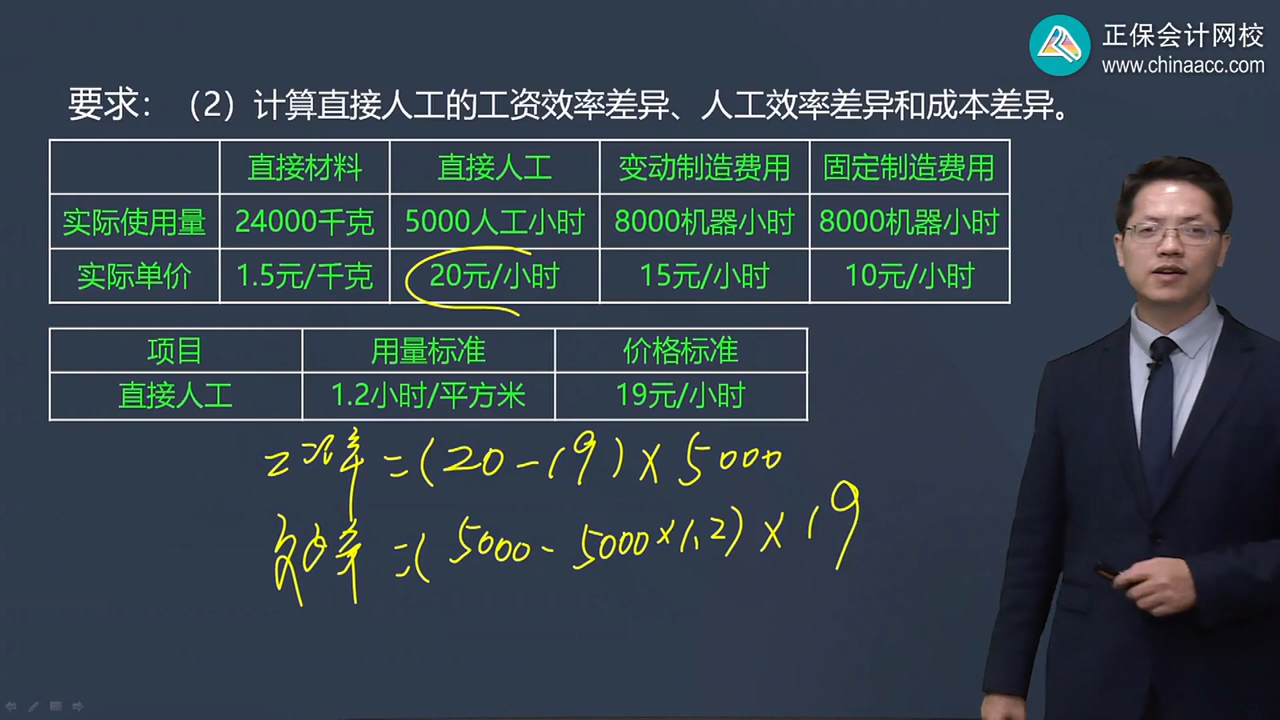 正保会计网校
www.chinaacc.com
要求：（2）计算直接人工的工资效率差异、人工效率差异和成本差异。
直接材料 直接人工 变动制造费用 固定制造费用
实际使用量 24000千克 5000人工小时 8000机器小时 8000机器小时
实际单价 1.5元/千克 20元/小时 15元/小时 10元/小时
项目 用量标准 价格标准
直接人工 1.2小时/平方米 19元/小时
=(20-19)×5000
效率=(5000-5000×1.2)×19